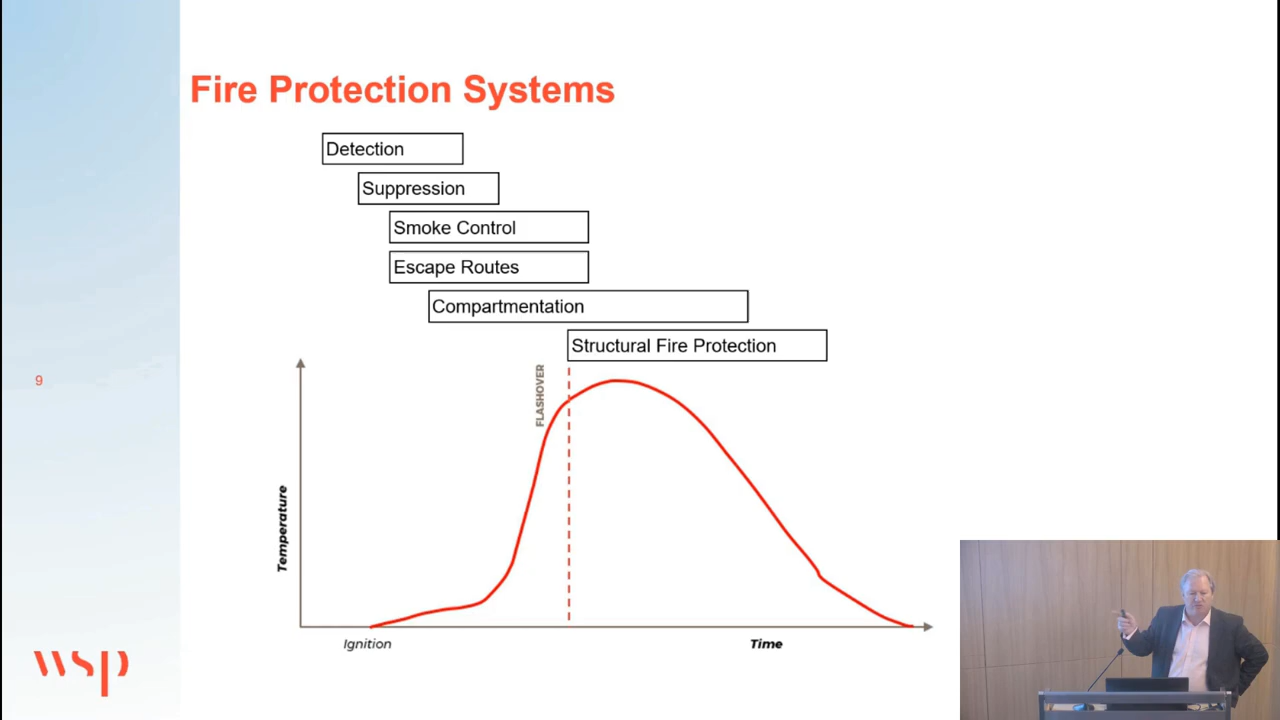 Fire Protection Systems
Detection
Suppression
Smoke Control
Escape Routes
Compartmentation
Structural Fire Protection
FLASHOVER
9
Temperature
Ignition
Time
wsp